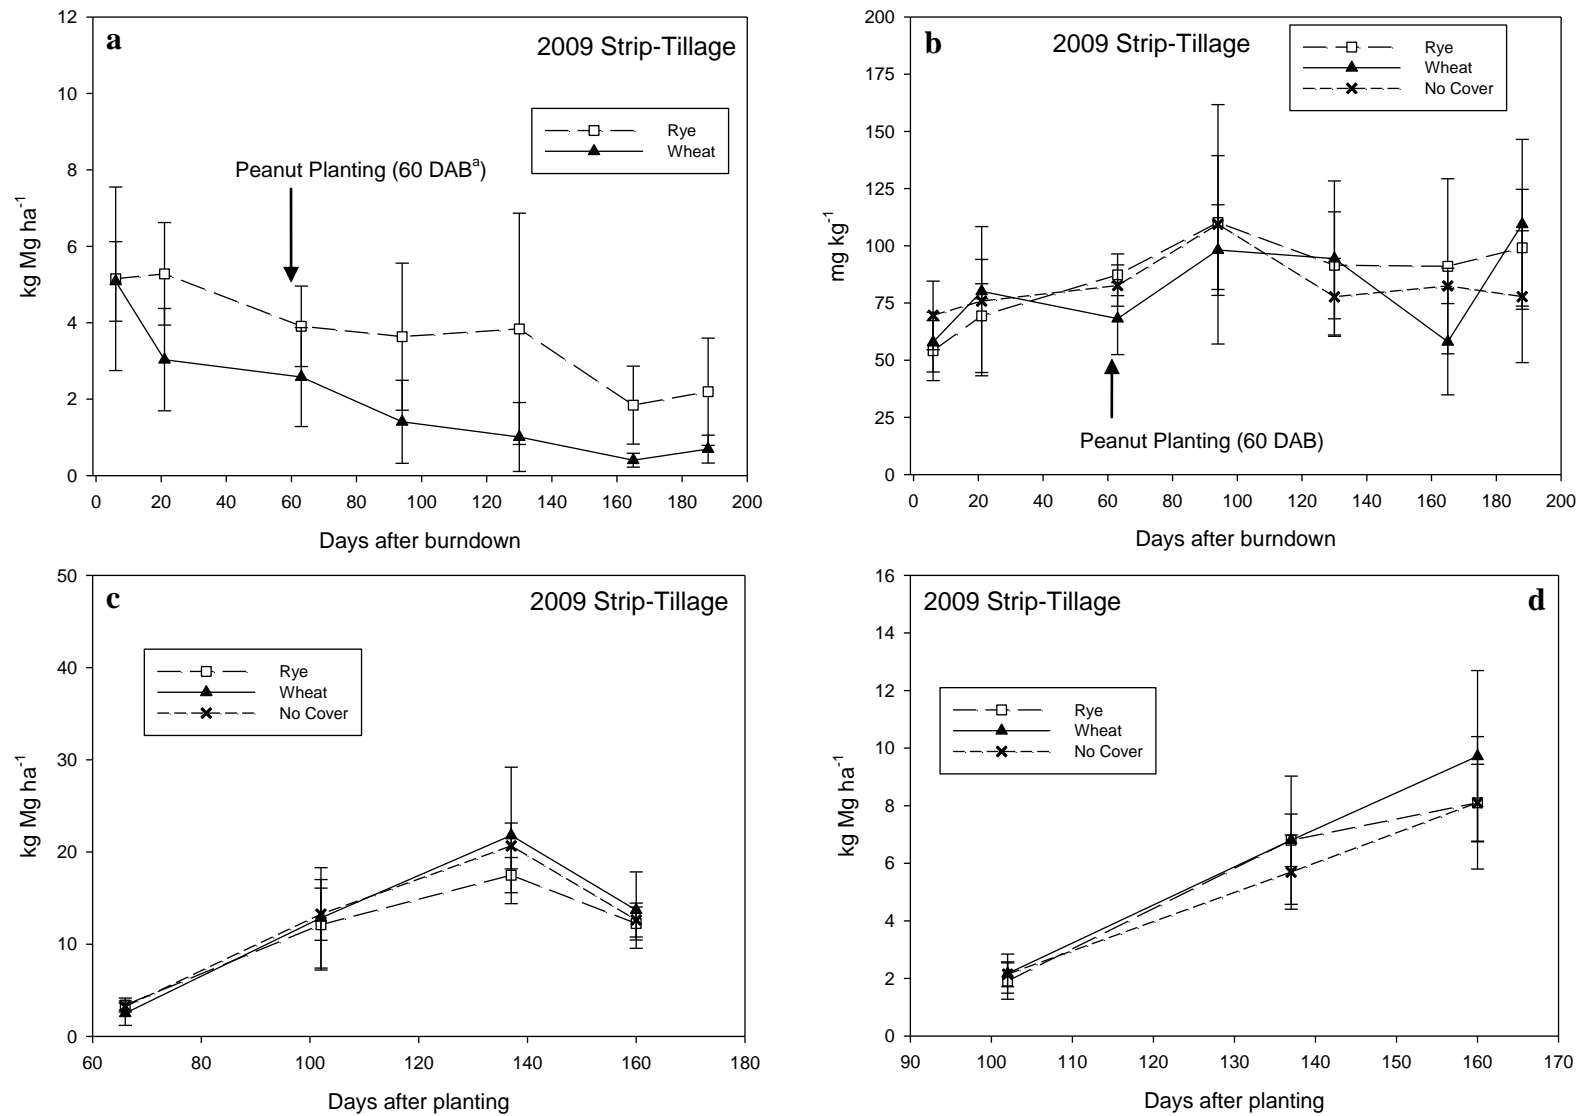 a
2009 Strip-Tillage
Rye
Wheat
Peanut Planting (60 DABᵃ)
kg Mg ha⁻¹
12
10
8
6
4
2
0
0 20 40 60 80 100 120 140 160 180 200
Days after burndown
b
2009 Strip-Tillage
Rye
Wheat
No Cover
mg kg⁻¹
200
175
150
125
100
75
50
25
0
Peanut Planting (60 DAB)
0 20 40 60 80 100 120 140 160 180 200
Days after burndown
c
2009 Strip-Tillage
Rye
Wheat
No Cover
kg Mg ha⁻¹
50
40
30
20
10
0
60 80 100 120 140 160 180
Days after planting
2009 Strip-Tillage
d
Rye
Wheat
No Cover
kg Mg ha⁻¹
16
14
12
10
8
6
4
2
0
90 100 110 120 130 140 150 160 170
Days after planting